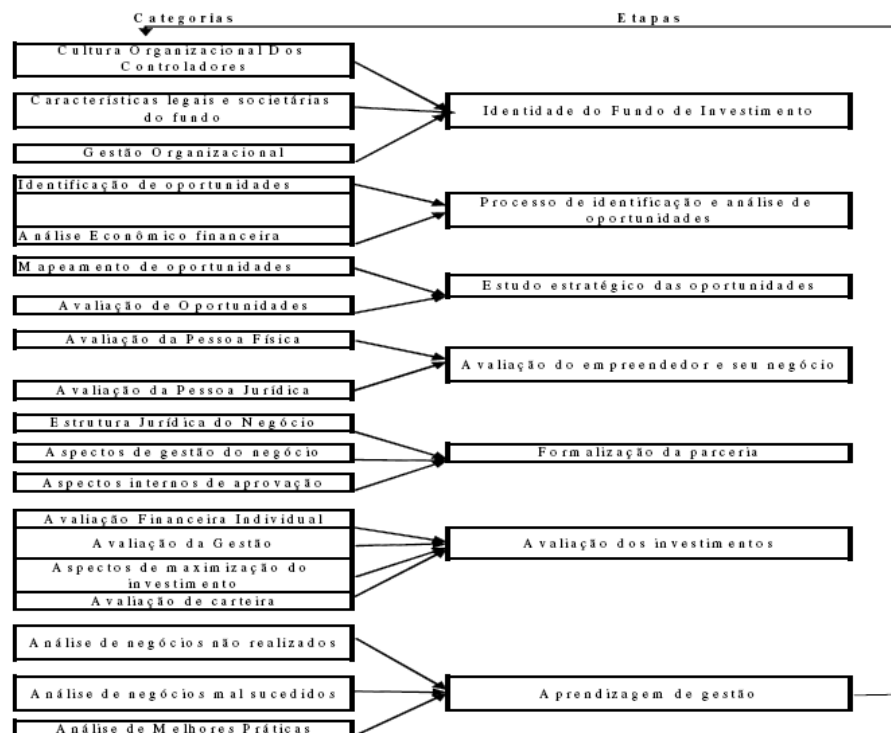 Categorias
Etapas
Cultura Organizacional Dos
Controladores
Características legais e societárias
do fundo
Identidade do Fundo de Investimento
Gestão Organizacional
Identificação de oportunidades
Processo de identificação e análise de
oportunidades
Análise Econômico financeira
Mapeamento de oportunidades
Estudo estratégico das oportunidades
Avaliação de Oportunidades
Avaliação da Pessoa Física
Avaliação do empreendedor e seu negócio
Avaliação da Pessoa Jurídica
Estrutura Jurídica do Negócio
Aspectos de gestão do negócio
Formalização da parceria
Aspectos internos de aprovação
Avaliação Financeira Individual
Avaliação da Gestão
Avaliação dos investimentos
Aspectos de maximização do
investimento
Avaliação de carteira
Análise de negócios não realizados
Análise de negócios mal sucedidos
Aprendizagem de gestão
Análise de Melhores Práticas